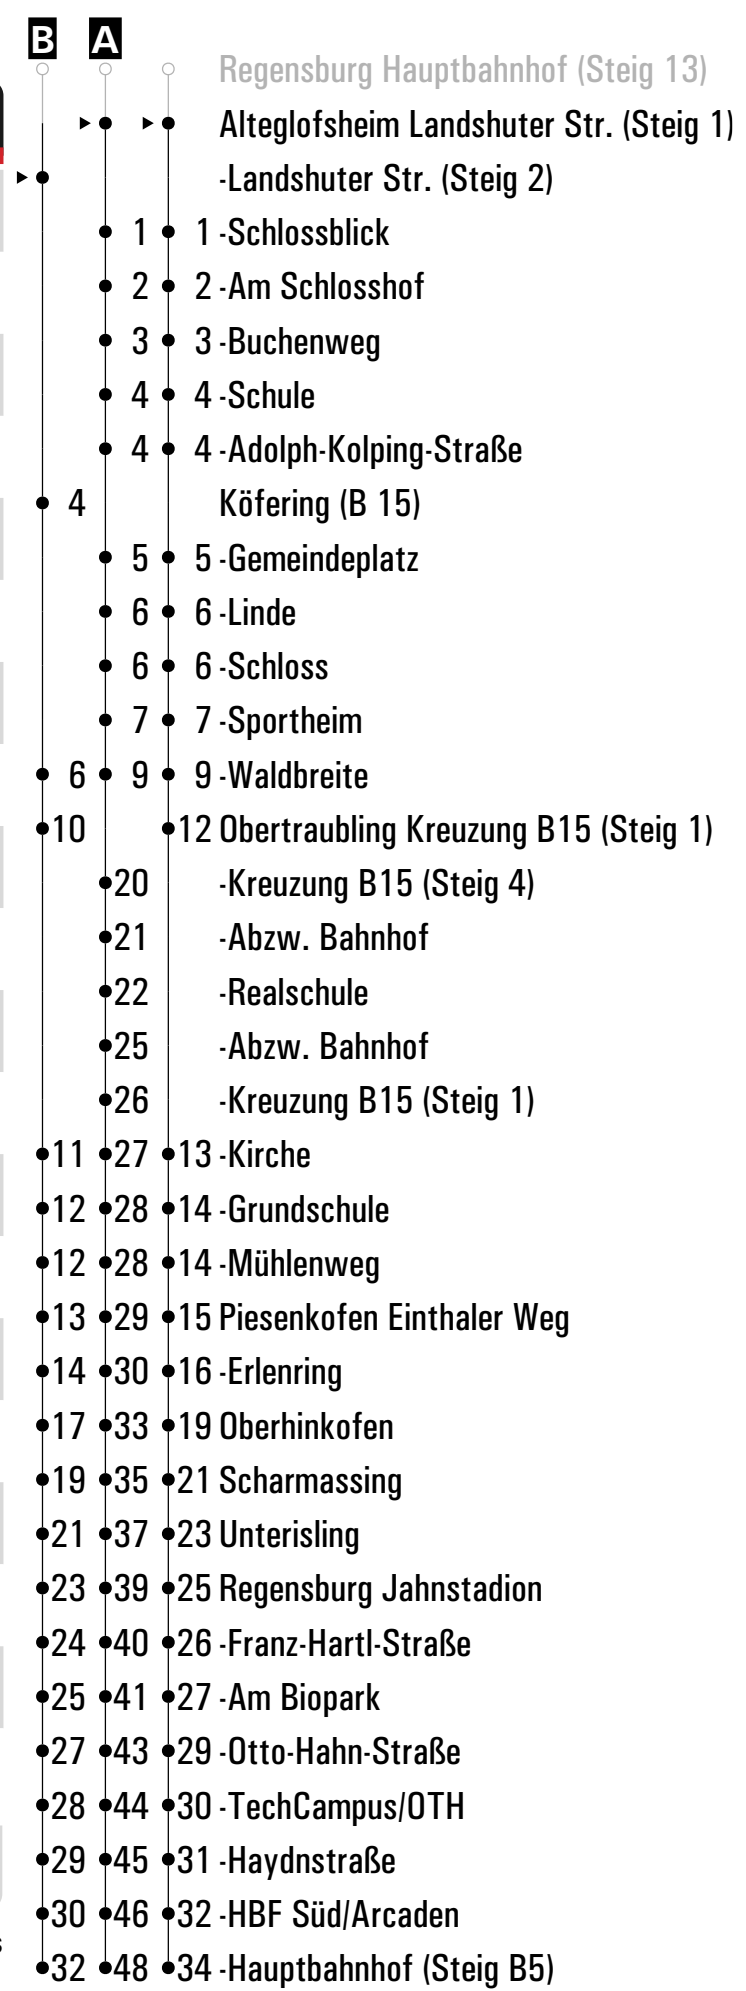 B A
Regensburg Hauptbahnhof (Steig 13)
Alteglofsheim Landshuter Str. (Steig 1)
-Landshuter Str. (Steig 2)
1 1 -Schlossblick
2 2 -Am Schlosshof
3 3 -Buchenweg
4 4 -Schule
4 4 -Adolph-Kolping-Straße
4 Köfering (B 15)
5 5 -Gemeindeplatz
6 6 -Linde
6 6 -Schloss
7 7 -Sportheim
6 9 9 -Waldbreite
10 12 Obertraubling Kreuzung B15 (Steig 1)
20 -Kreuzung B15 (Steig 4)
21 -Abzw. Bahnhof
22 -Realschule
25 -Abzw. Bahnhof
26 -Kreuzung B15 (Steig 1)
11 27 13 -Kirche
12 28 14 -Grundschule
12 28 14 -Mühlenweg
13 29 15 Piesenkofen Einthaler Weg
14 30 16 -Erlenring
17 33 19 Oberhinkofen
19 35 21 Scharmassing
21 37 23 Unterisling
23 39 25 Regensburg Jahnstadion
24 40 26 -Franz-Hartl-Straße
25 41 27 -Am Biopark
27 43 29 -Otto-Hahn-Straße
28 44 30 -TechCampus/OTH
29 45 31 -Haydnstraße
30 46 32 -HBF Süd/Arcaden
32 48 34 -Hauptbahnhof (Steig B5)